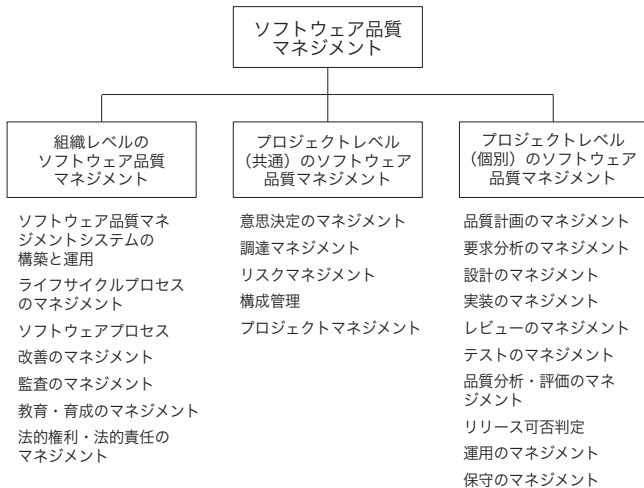 ソフトウェア品質
マネジメント
組織レベルの
ソフトウェア品質
マネジメント
ソフトウェア品質マネ
ジメントシステムの
構築と運用
ライフサイクルプロセス
のマネジメント
ソフトウェアプロセス
改善のマネジメント
監査のマネジメント
教育・育成のマネジメント
法的権利・法的責任の
マネジメント
プロジェクトレベル
（共通）のソフトウェア
品質マネジメント
意思決定のマネジメント
調達マネジメント
リスクマネジメント
構成管理
プロジェクトマネジメント
プロジェクトレベル
（個別）のソフトウェア
品質マネジメント
品質計画のマネジメント
要求分析のマネジメント
設計のマネジメント
実装のマネジメント
レビューのマネジメント
テストのマネジメント
品質分析・評価のマネ
ジメント
リリース可否判定
運用のマネジメント
保守のマネジメント